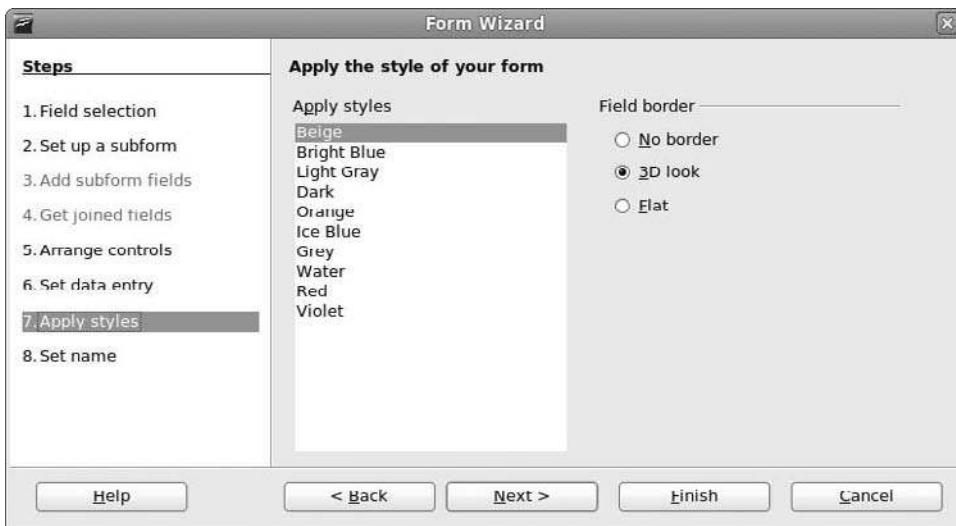 Form Wizard
Steps
1. Field selection
2. Set up a subform
3. Add subform fields
4. Get joined fields
5. Arrange controls
6. Set data entry
7. Apply styles
8. Set name
Apply the style of your form
Apply styles
Beige
Bright Blue
Light Gray
Dark
Orange
Ice Blue
Grey
Water
Red
Violet
Field border
No border
3D look
Flat
Help
< Back
Next >
Finish
Cancel